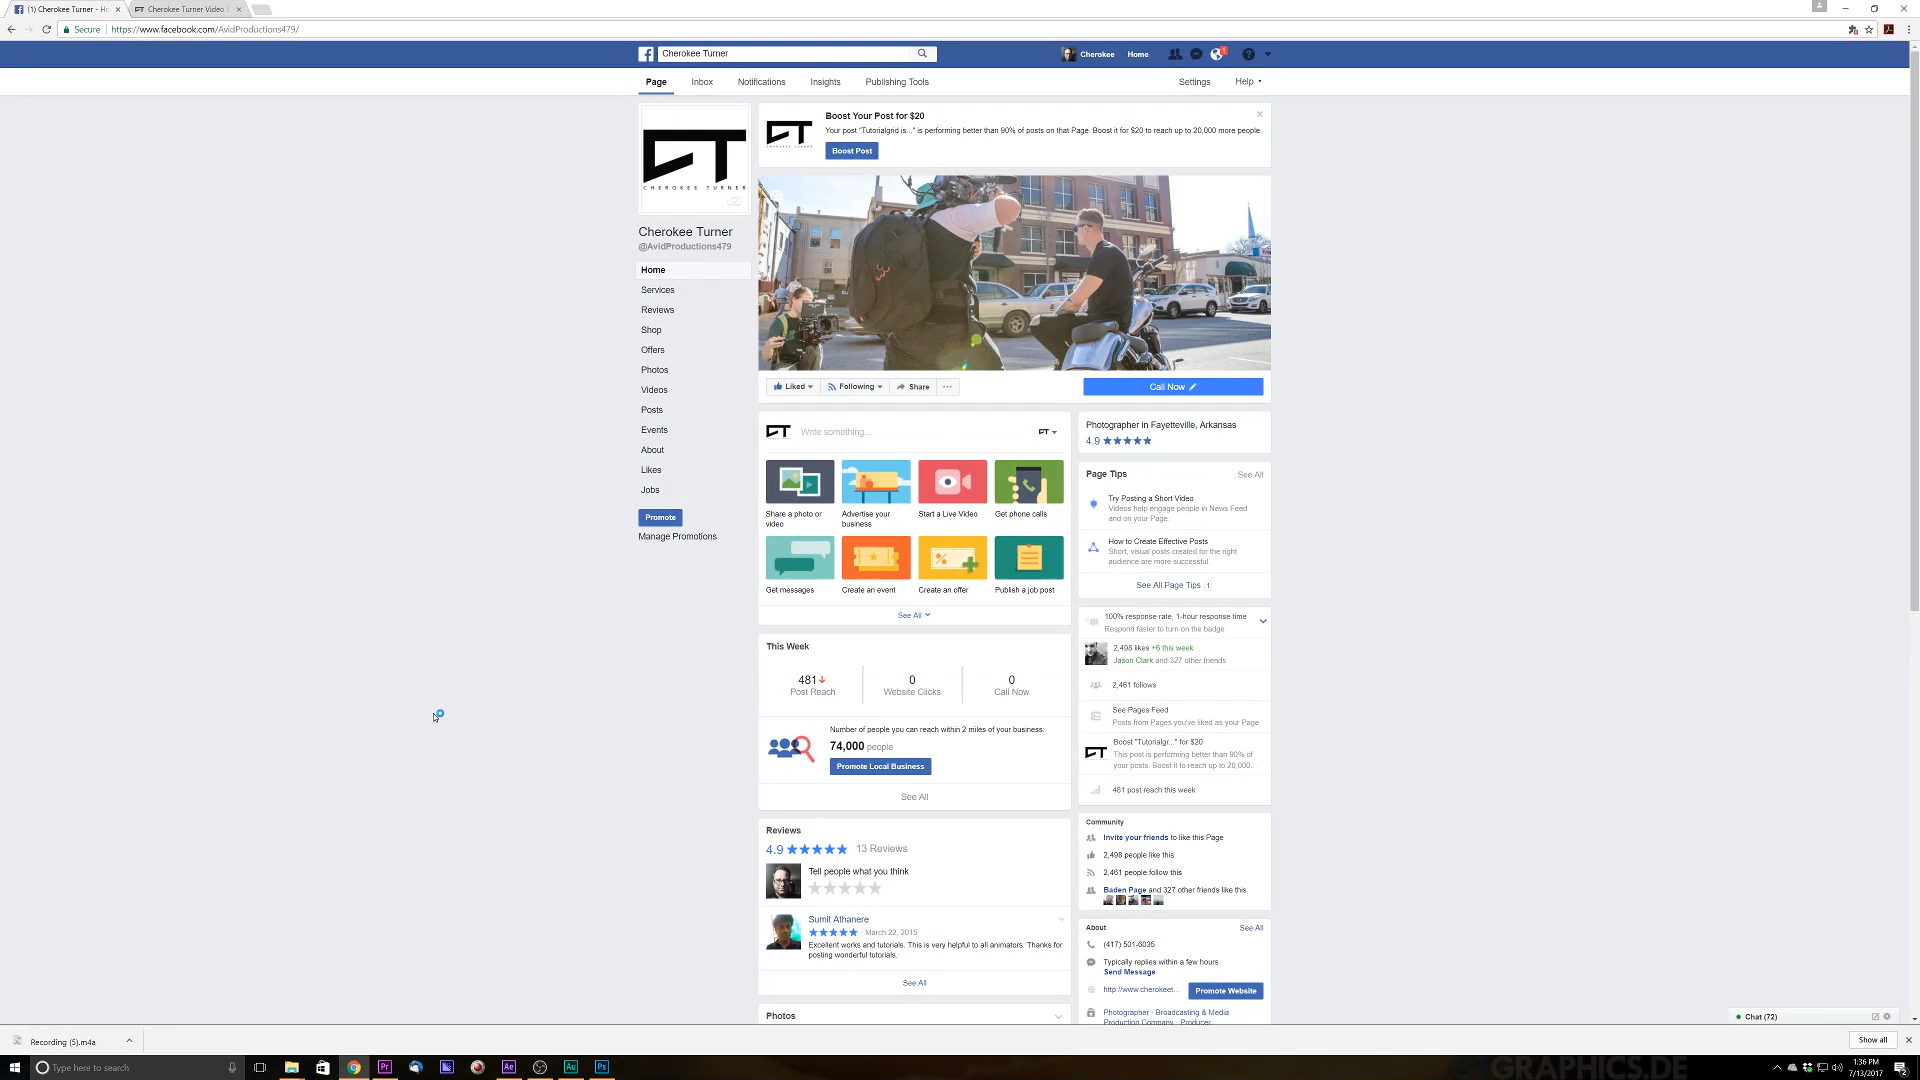 (1) Cherokee Turner - Ho
Cherokee Turner Video
Secure
https://www.facebook.com/AvidProductions479/
Cherokee Turner
Cherokee
Home
1
Page
Inbox
Notifications
Insights
Publishing Tools
Settings
Help
CHEROKEE TURNER
Cherokee Turner
@AvidProductions479
Home
Services
Reviews
Shop
Offers
Photos
Videos
Posts
Events
About
Likes
Jobs
Promote
Manage Promotions
Boost Your Post for $20
Your post "Tutorialgrid is..." is performing better than 90% of posts on that Page. Boost it for $20 to reach up to 20,000 more people.
Boost Post
Liked
Following
Share
Call Now
Write something...
Share a photo or
video
Advertise your
business
Start a Live Video
Get phone calls
Get messages
Create an event
Create an offer
Publish a job post
See All
This Week
481
Post Reach
0
Website Clicks
0
Call Now
Number of people you can reach within 2 miles of your business:
74,000 people
Promote Local Business
See All
Reviews
4.9
13 Reviews
Tell people what you think
Sumit Athanere
- March 22, 2015
Excellent works and tutorials. This is very helpful to all animators. Thanks for
posting wonderful tutorials.
See All
Photos
Photographer in Fayetteville, Arkansas
4.9
Page Tips
See All
Try Posting a Short Video
Videos help engage people in News Feed
and on your Page.
How to Create Effective Posts
Short, visual posts created for the right
audience are more successful.
See All Page Tips 1
100% response rate, 1-hour response time
Respond faster to turn on the badge
2,498 likes +6 this week
Jason Clark and 327 other friends
2,461 follows
See Pages Feed
Posts from Pages you've liked as your Page
Boost "Tutorialgr..." for $20
This post is performing better than 90% of
your posts. Boost it to reach up to 20,000...
481 post reach this week
Community
Invite your friends to like this Page
2,498 people like this
2,461 people follow this
Baden Page and 327 other friends like this
About
See All
(417) 501-6035
Typically replies within a few hours
Send Message
http://www.cherokeet...
Promote Website
Photographer · Broadcasting & Media
Production Company · Producer
Chat (72)
Recording (5).m4a
Show all
Type here to search
Pr
Ae
Au
Ps
GRAPHICS.DE
1:36 PM
7/13/2017
2